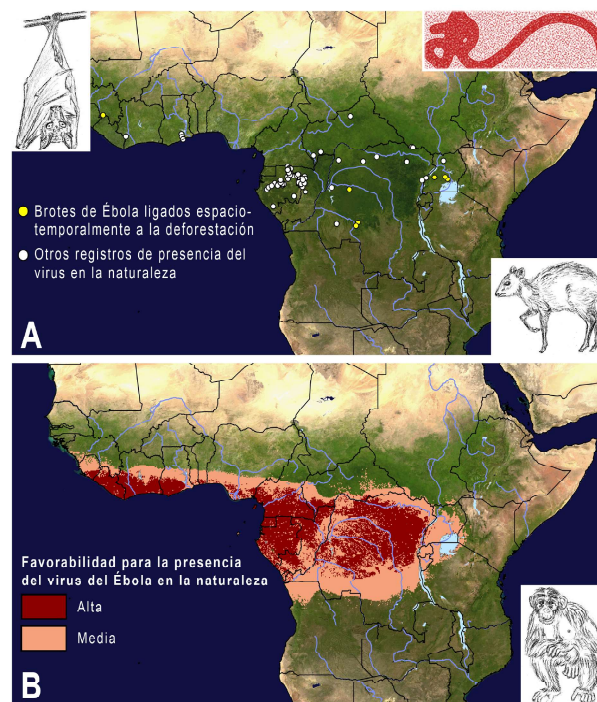 Brotes de Ébola ligados espacio-
temporalmente a la deforestación
Otros registros de presencia del
virus en la naturaleza
A
Favorabilidad para la presencia
del virus del Ébola en la naturaleza
Alta
Media
B